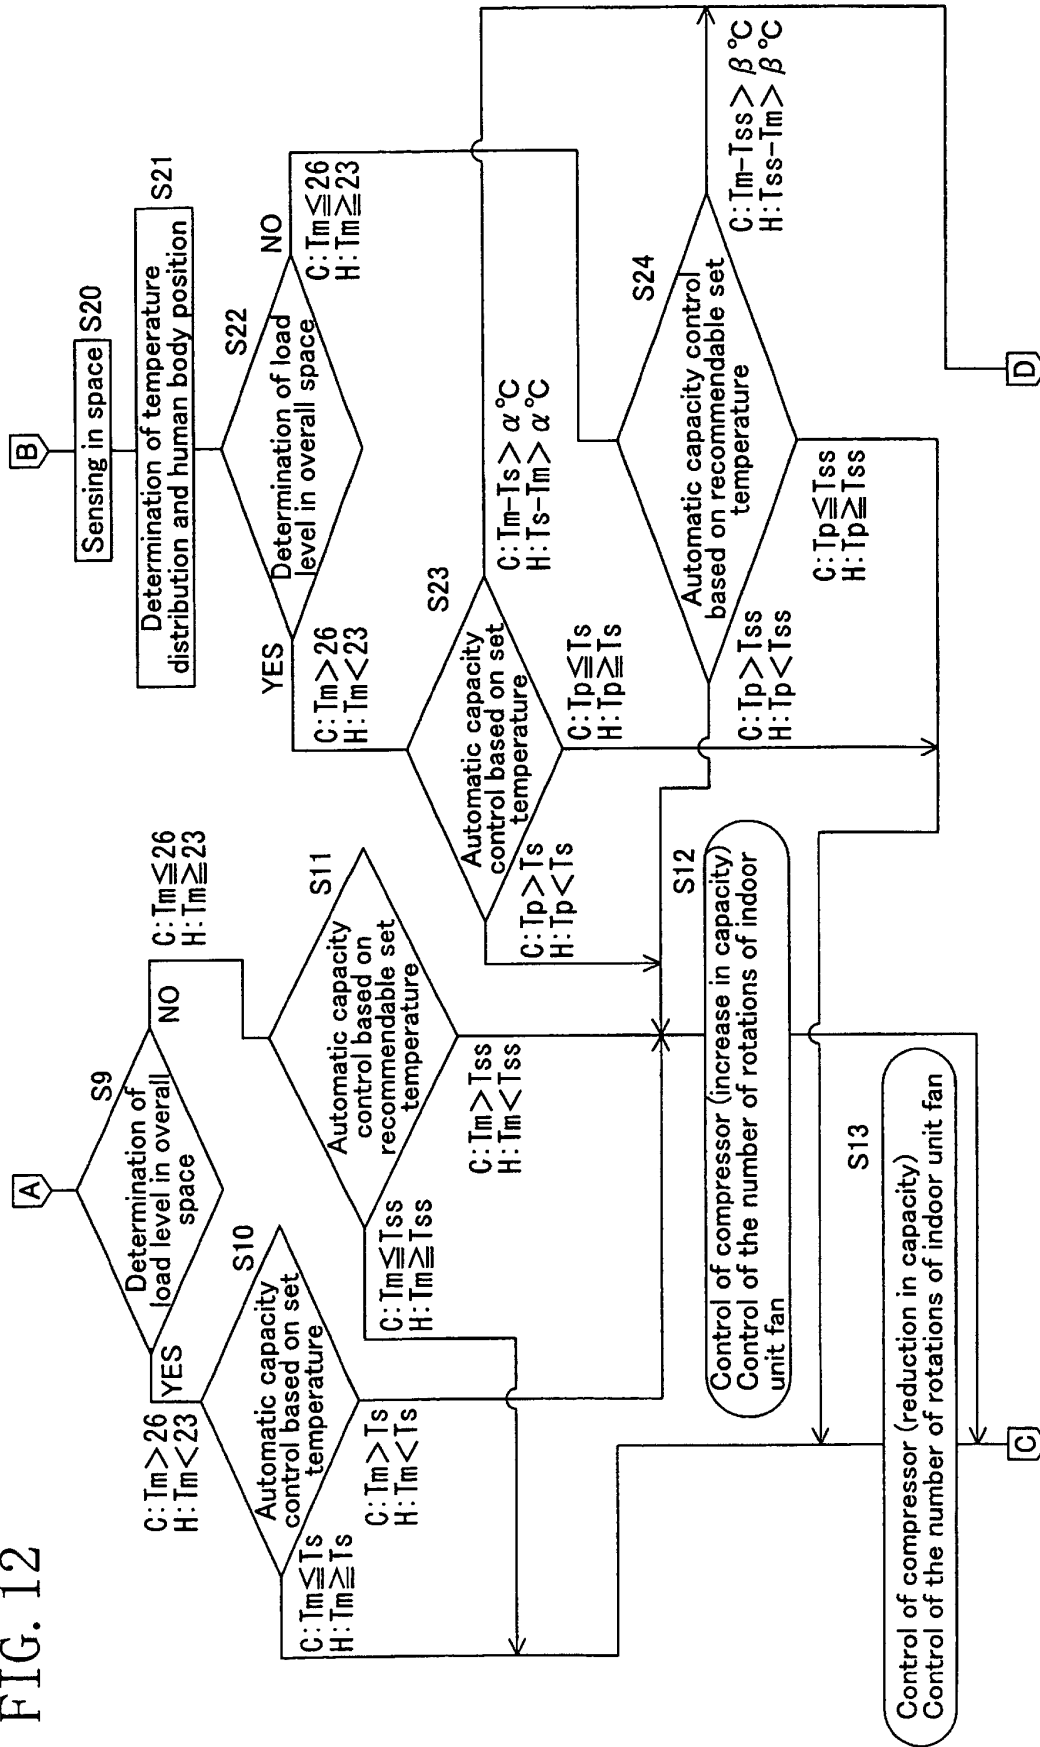 FIG. 12
A
S9
Determination of
load level in overall
space
YES
C:Tm>26
H:Tm<23
NO
C:Tm≦26
H:Tm≧23
S10
Automatic capacity
control based on set
temperature
C:Tm≦Ts
H:Tm≧Ts
C:Tm>Ts
H:Tm<Ts
S11
Automatic capacity
control based on
recommendable set
temperature
C:Tm≦Tss
H:Tm≧Tss
C:Tm>Tss
H:Tm<Tss
B
Sensing in space
S20
Determination of temperature
distribution and human body position
S21
S22
Determination of load
level in overall space
YES
C:Tm>26
H:Tm<23
NO
C:Tm≦26
H:Tm≧23
S23
Automatic capacity
control based on set
temperature
C:Tp>Ts
H:Tp<Ts
C:Tp≦Ts
H:Tp≧Ts
C:Tm-Ts>α℃
H:Ts-Tm>α℃
S24
Automatic capacity control
based on recommendable set
temperature
C:Tp>Tss
H:Tp<Tss
C:Tp≦Tss
H:Tp≧Tss
C:Tm-Tss>β℃
H:Tss-Tm>β℃
S12
Control of compressor (increase in capacity)
Control of the number of rotations of indoor
unit fan
S13
Control of compressor (reduction in capacity)
Control of the number of rotations of indoor unit fan
C
D